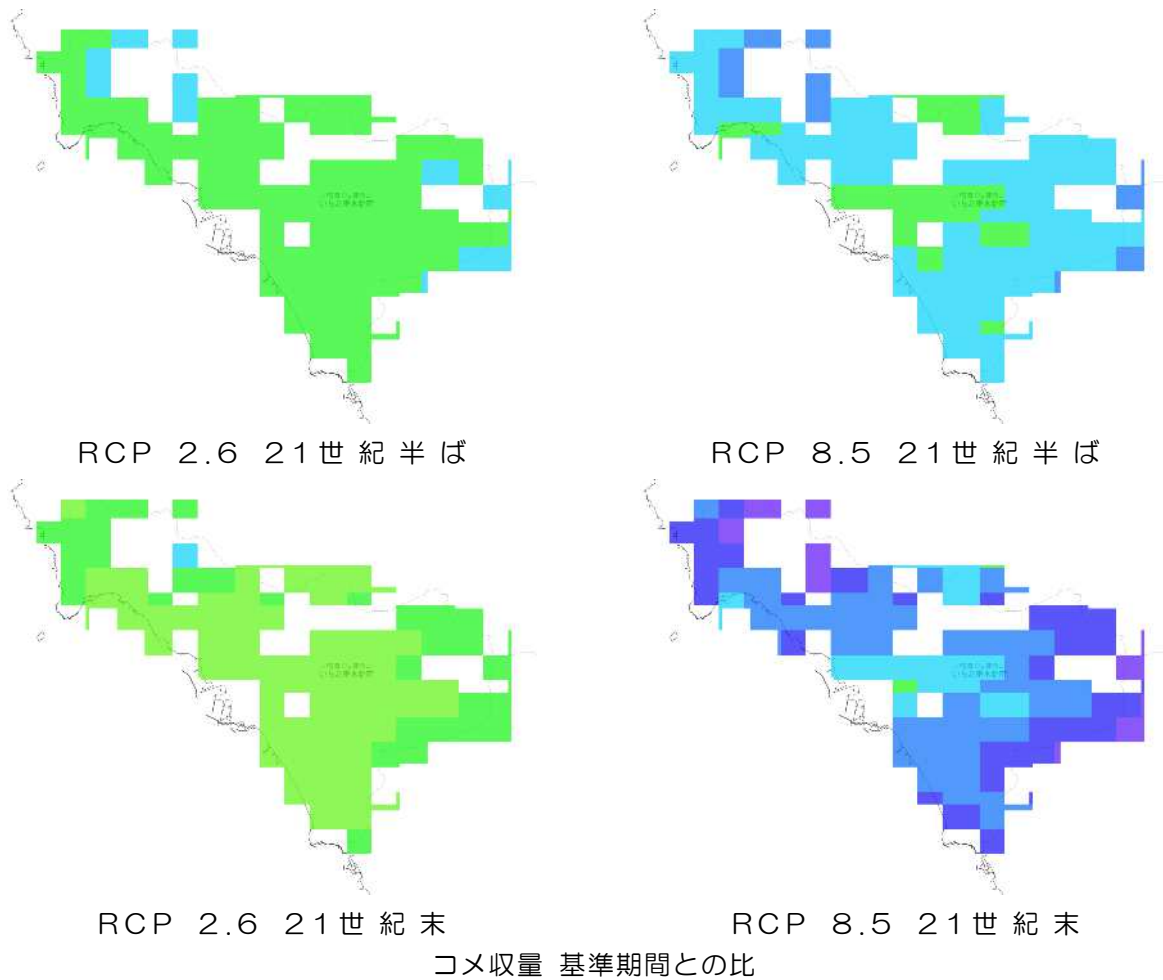 RCP 2.6 21世紀半ば
RCP 8.5 21世紀半ば
RCP 2.6 21世紀末
RCP 8.5 21世紀末
コメ収量 基準期間との比